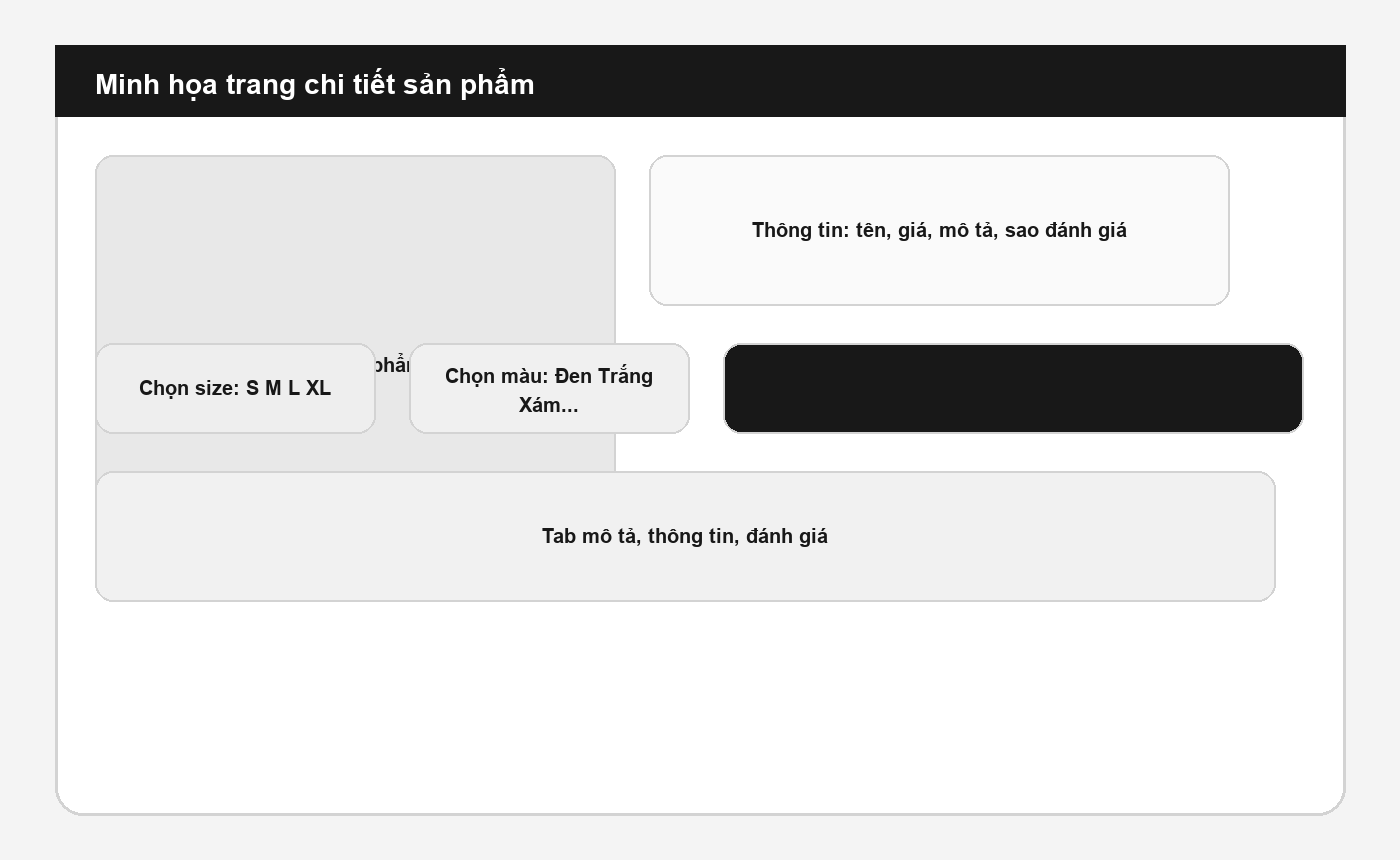 Minh họa trang chi tiết sản phẩm
Thông tin: tên, giá, mô tả, sao đánh giá
Chọn size: S M L XL
Chọn màu: Đen Trắng
Xám...
Tab mô tả, thông tin, đánh giá